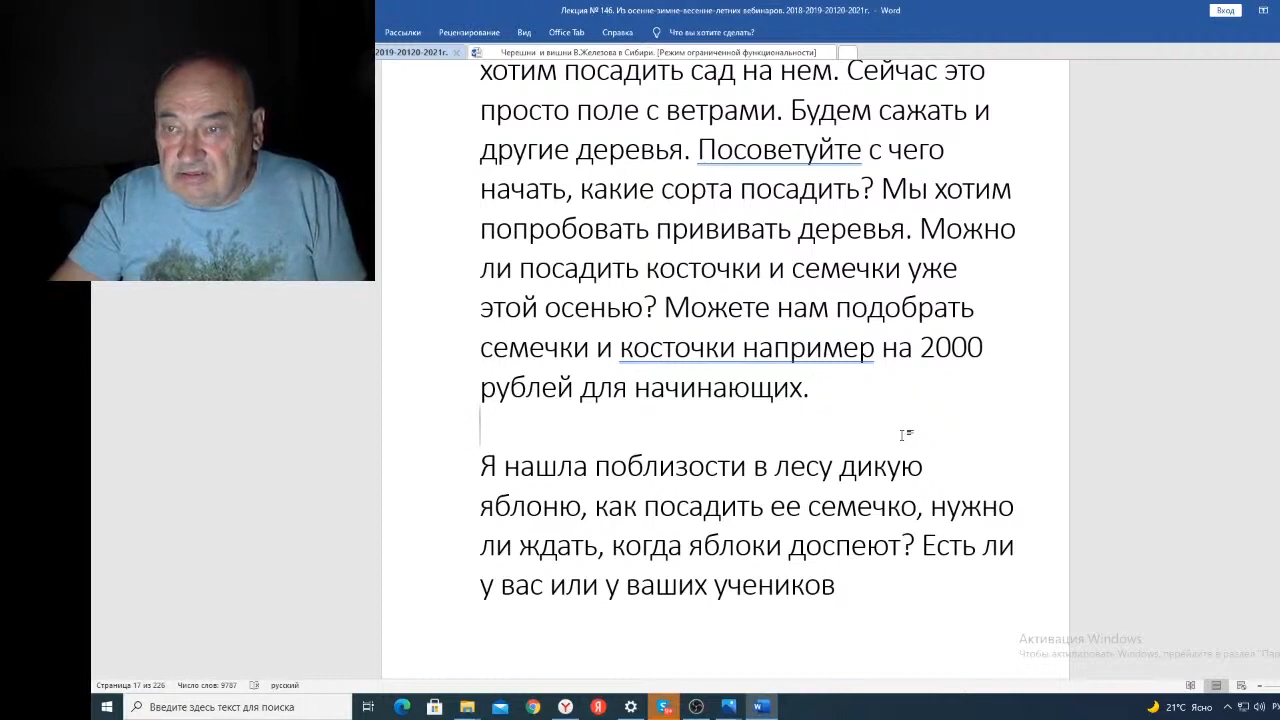 Лекция № 146. Из осенне-зимне-весенне-летних вебинаров. 2018-2019-20120-2021г. - Word
Вход
Рассылки Рецензирование Вид Office Tab Справка Что вы хотите сделать?
2019-20120-2021г. Черешни и вишни В.Железова в Сибири. [Режим ограниченной функциональности]
хотим посадить сад на нем. Сейчас это
просто поле с ветрами. Будем сажать и
другие деревья. Посоветуйте с чего
начать, какие сорта посадить? Мы хотим
попробовать прививать деревья. Можно
ли посадить косточки и семечки уже
этой осенью? Можете нам подобрать
семечки и косточки например на 2000
рублей для начинающих.
Я нашла поблизости в лесу дикую
яблоню, как посадить ее семечко, нужно
ли ждать, когда яблоки доспеют? Есть ли
у вас или у ваших учеников
Активация Windows
Чтобы активировать Windows, перейдите в раздел "Пар
Страница 17 из 226 Число слов: 9787 русский
Введите здесь текст для поиска
21°C Ясно